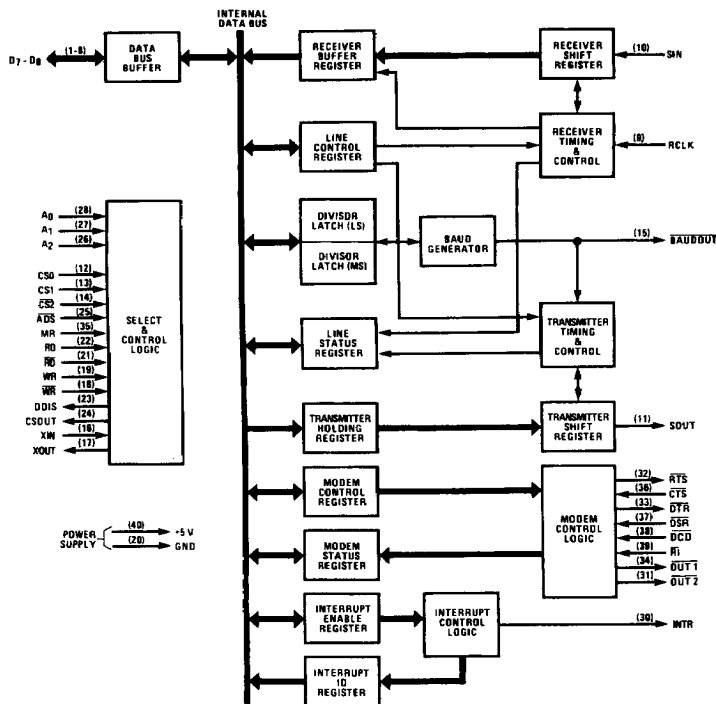 INTERNAL
DATA BUS
D7 - D0
(1-8)
DATA
BUS
BUFFER
RECEIVER
BUFFER
REGISTER
RECEIVER
SHIFT
REGISTER
(10)
SIN
LINE
CONTROL
REGISTER
RECEIVER
TIMING
&
CONTROL
(9)
RCLK
A0 (28)
A1 (27)
A2 (26)
CS0 (12)
CS1 (13)
CS2 (14)
ADS (25)
MR (35)
RD (22)
RD (21)
WR (19)
WR (18)
DDIS (23)
CSOUT (24)
XIN (16)
XOUT (17)
SELECT
&
CONTROL
LOGIC
DIVISOR
LATCH (LS)
DIVISOR
LATCH (MS)
BAUD
GENERATOR
(15)
BAUDOUT
LINE
STATUS
REGISTER
TRANSMITTER
TIMING
&
CONTROL
TRANSMITTER
HOLDING
REGISTER
TRANSMITTER
SHIFT
REGISTER
(11)
SOUT
MODEM
CONTROL
REGISTER
MODEM
CONTROL
LOGIC
(32) RTS
(36) CTS
(33) DTR
(37) DSR
(38) DCD
(39) RI
(34) OUT 1
(31) OUT 2
POWER
SUPPLY
(40) +5 V
(20) GND
MODEM
STATUS
REGISTER
INTERRUPT
ENABLE
REGISTER
INTERRUPT
CONTROL
LOGIC
(30)
INTR
INTERRUPT
ID
REGISTER